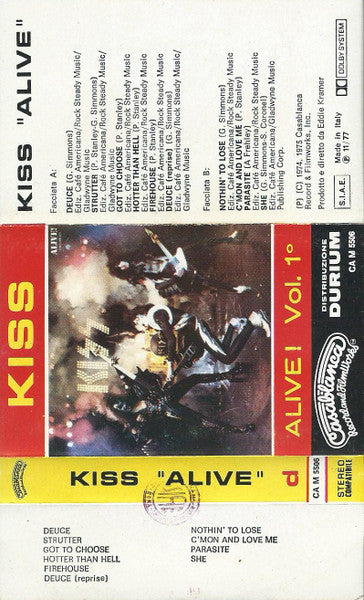 KISS "ALIVE"
Facciata A:
DEUCE (G. Simmons)
Ediz. Café Americana/Rock Steady Music/
Gladwyne Music
STRUTTER (P. Stanley-G. Simmons)
Ediz. Café Americana/Rock Steady Music/
Gladwyne Music
GOT TO CHOOSE (P. Stanley)
Ediz. Café Americana/Rock Steady Music
HOTTER THAN HELL (P. Stanley)
Ediz. Café Americana/Rock Steady Music
FIREHOUSE (P. Stanley)
Ediz. Café Americana/Rock Steady Music
DEUCE (reprise) (G. Simmons)
Ediz. Café Americana/Rock Steady Music/
Gladwyne Music
Facciata B:
NOTHIN' TO LOSE (G. Simmons)
Ediz. Café Americana/Rock Steady Music
C'MON AND LOVE ME (P. Stanley)
Ediz. Café Americana/Rock Steady Music
PARASITE (A Frehley)
Ediz. Café Americana/Rock Steady Music
SHE (G. Simmons-S. Coronel)
Ediz. Café Americana/Gladwyne Music
Publishing Corp.
(P) (C) 1974, 1975 Casablanca
Record & Filmworks, Inc.
Prodotto e diretto da Eddie Kramer
DOLBY SYSTEM
Made in Italy
℗ 11/77
S.I.A.E.
KISS
ALIVE!
KISS
ALIVE! Vol. 1°
DISTRIBUZIONE
DURIUM
CA M 5506
Casablanca
Record and FilmWorks
KISS "ALIVE"
d
CA M 5506
STEREO
COMPATIBILE
DEUCE
STRUTTER
GOT TO CHOOSE
HOTTER THAN HELL
FIREHOUSE
DEUCE (reprise)
NOTHIN' TO LOSE
C'MON AND LOVE ME
PARASITE
SHE